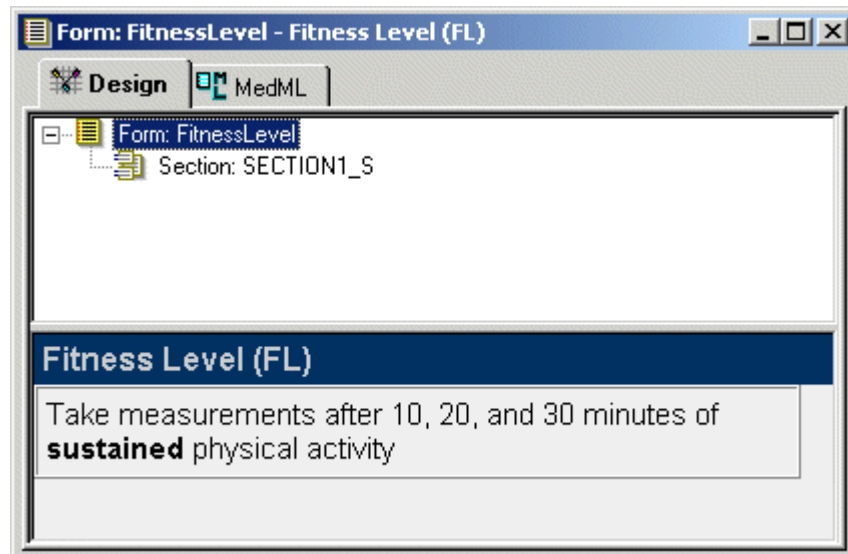 Form: FitnessLevel - Fitness Level (FL)
Design MedML
Form: FitnessLevel
Section: SECTION1_S
Fitness Level (FL)
Take measurements after 10, 20, and 30 minutes of
sustained physical activity